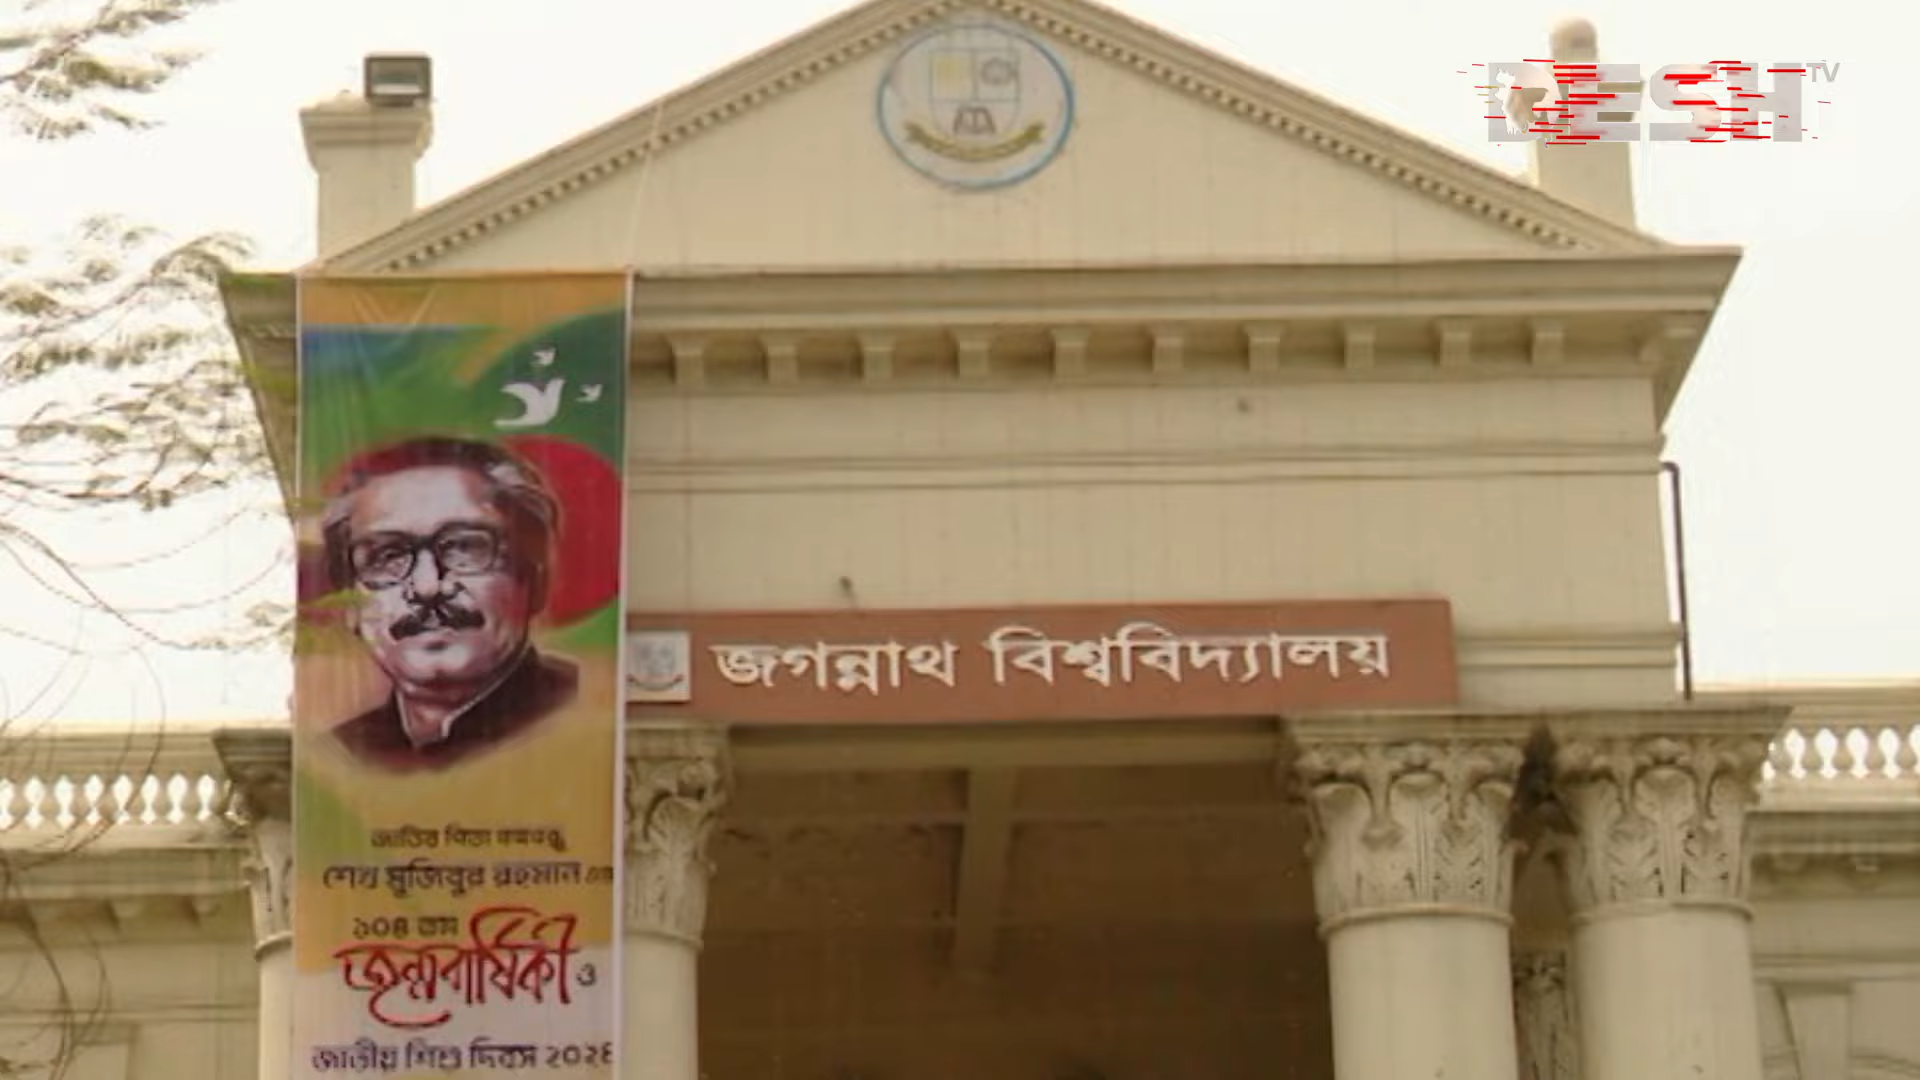 DESH TV
জগন্নাথ বিশ্ববিদ্যালয়
জাতির পিতা বঙ্গবন্ধু
শেখ মুজিবুর রহমান এর
১০৪ তম
জন্মবার্ষিকী ও
জাতীয় শিশু দিবস ২০২৪